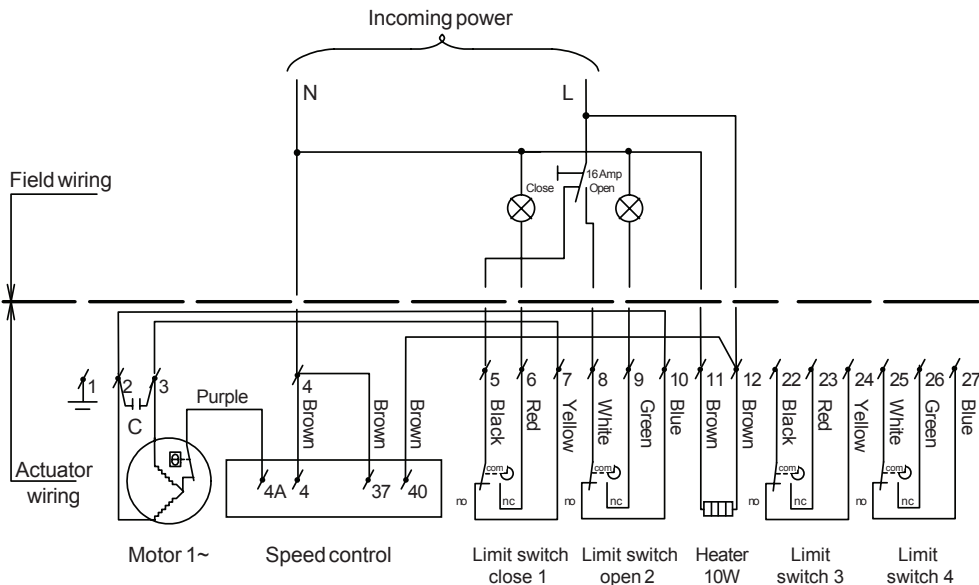 Incoming power
N L
Field wiring
Close 16 Amp
Open
1 2 3 4 5 6 7 8 9 10 11 12 22 23 24 25 26 27
C
Purple
Brown Brown Brown Black Red Yellow White Green Blue Brown Brown Black Red Yellow White Green Blue
4A 4 37 40
com com com com
no nc no nc no nc no nc
Actuator
wiring
Motor 1~ Speed control Limit switch Limit switch Heater Limit Limit
close 1 open 2 10W switch 3 switch 4